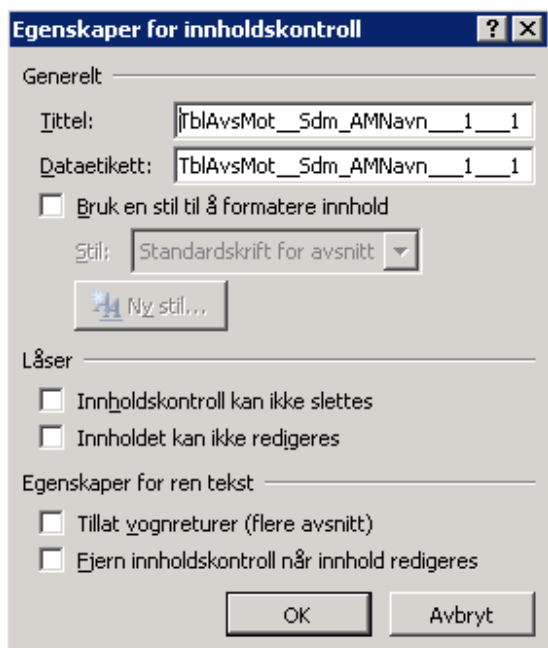 Egenskaper for innholdskontroll
Generelt
Tittel: TblAvsMot__Sdm_AMNavn___1___1
Dataetikett: TblAvsMot__Sdm_AMNavn___1___1
Bruk en stil til å formatere innhold
Stil: Standardskrift for avsnitt
Ny stil...
Låser
Innholdskontroll kan ikke slettes
Innholdet kan ikke redigeres
Egenskaper for ren tekst
Tillat vognreturer (flere avsnitt)
Fjern innholdskontroll når innhold redigeres
OK Avbryt